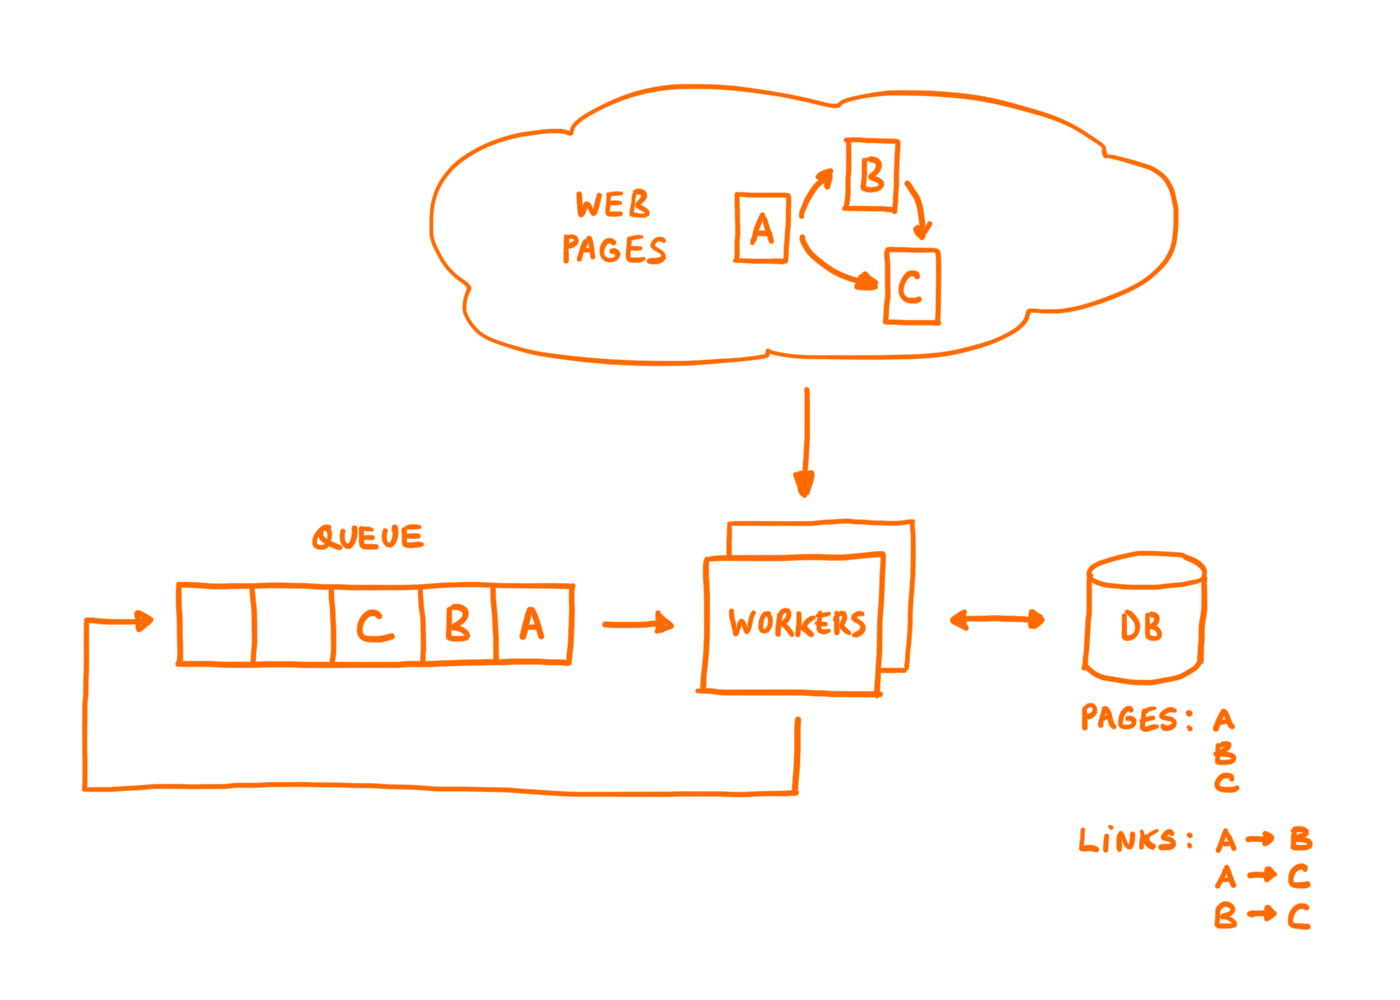 WEB
PAGES
A
B
C
QUEUE
C B A
WORKERS
DB
PAGES: A
B
C
LiNKS: A → B
A → C
B → C